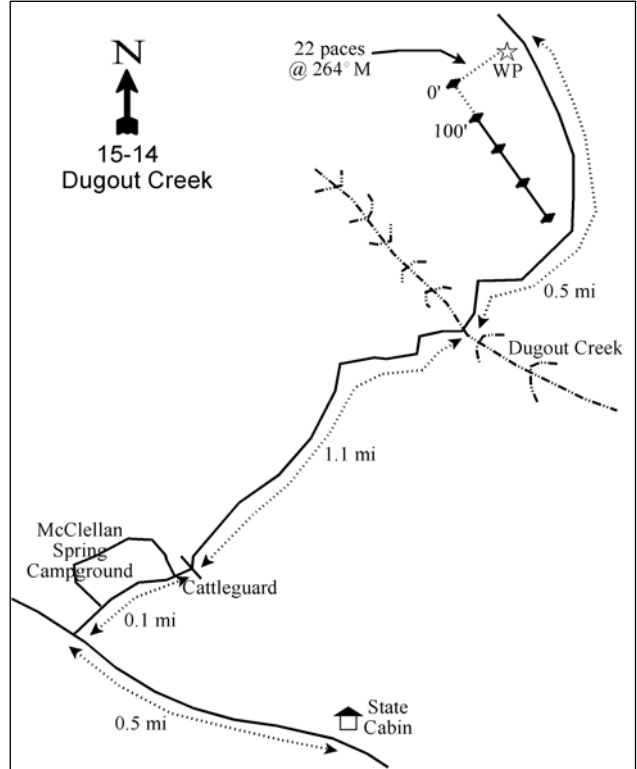 N
15-14
Dugout Creek
22 paces
@ 264° M
WP
0'
100'
0.5 mi
Dugout Creek
1.1 mi
McClellan
Spring
Campground
Cattleguard
0.1 mi
0.5 mi
State
Cabin